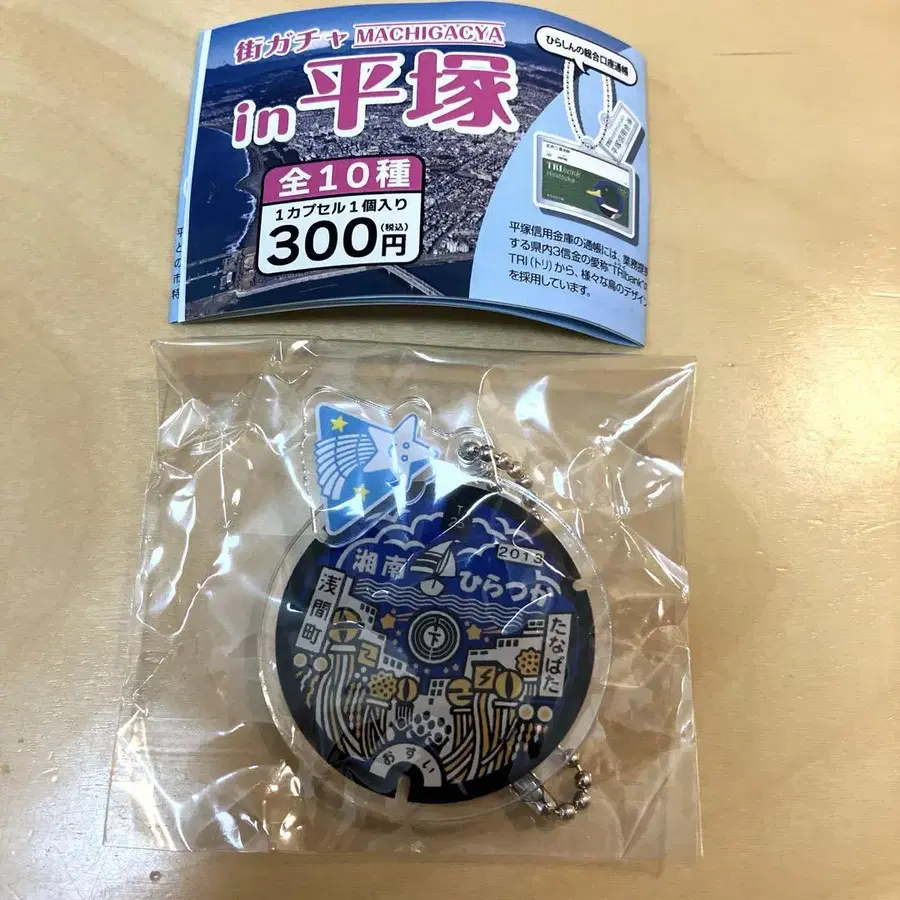 街ガチャ MACHIGACYA
in 平塚
全10種
1カプセル1個入り
300円
(税込)
ひらしんの総合口座通帳
TRIbank
Hiratsuka
平塚信用金庫の通帳には、業務提携
する県内3信金の愛称"TRIbank"
TRI(トリ)から、様々な鳥のデザイン
を採用しています。
2013
湘南
ひらつか
浅間町
たなばた
おすい